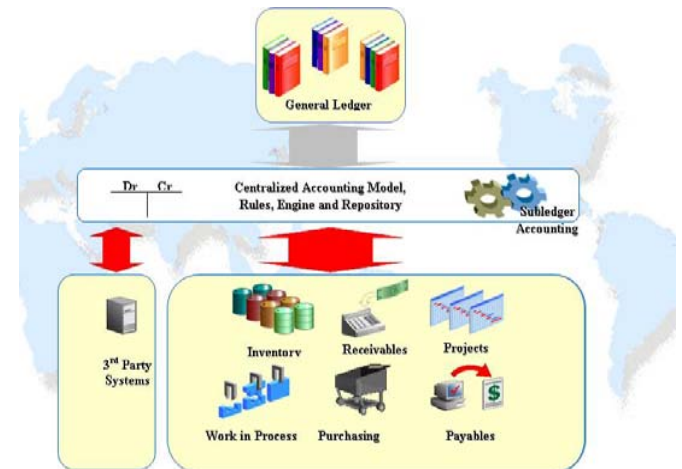 General Ledger
Dr Cr
Centralized Accounting Model,
Rules, Engine and Repository
Subledger
Accounting
3rd Party
Systems
Inventory
Receivables
Projects
Work in Process
Purchasing
Payables
$